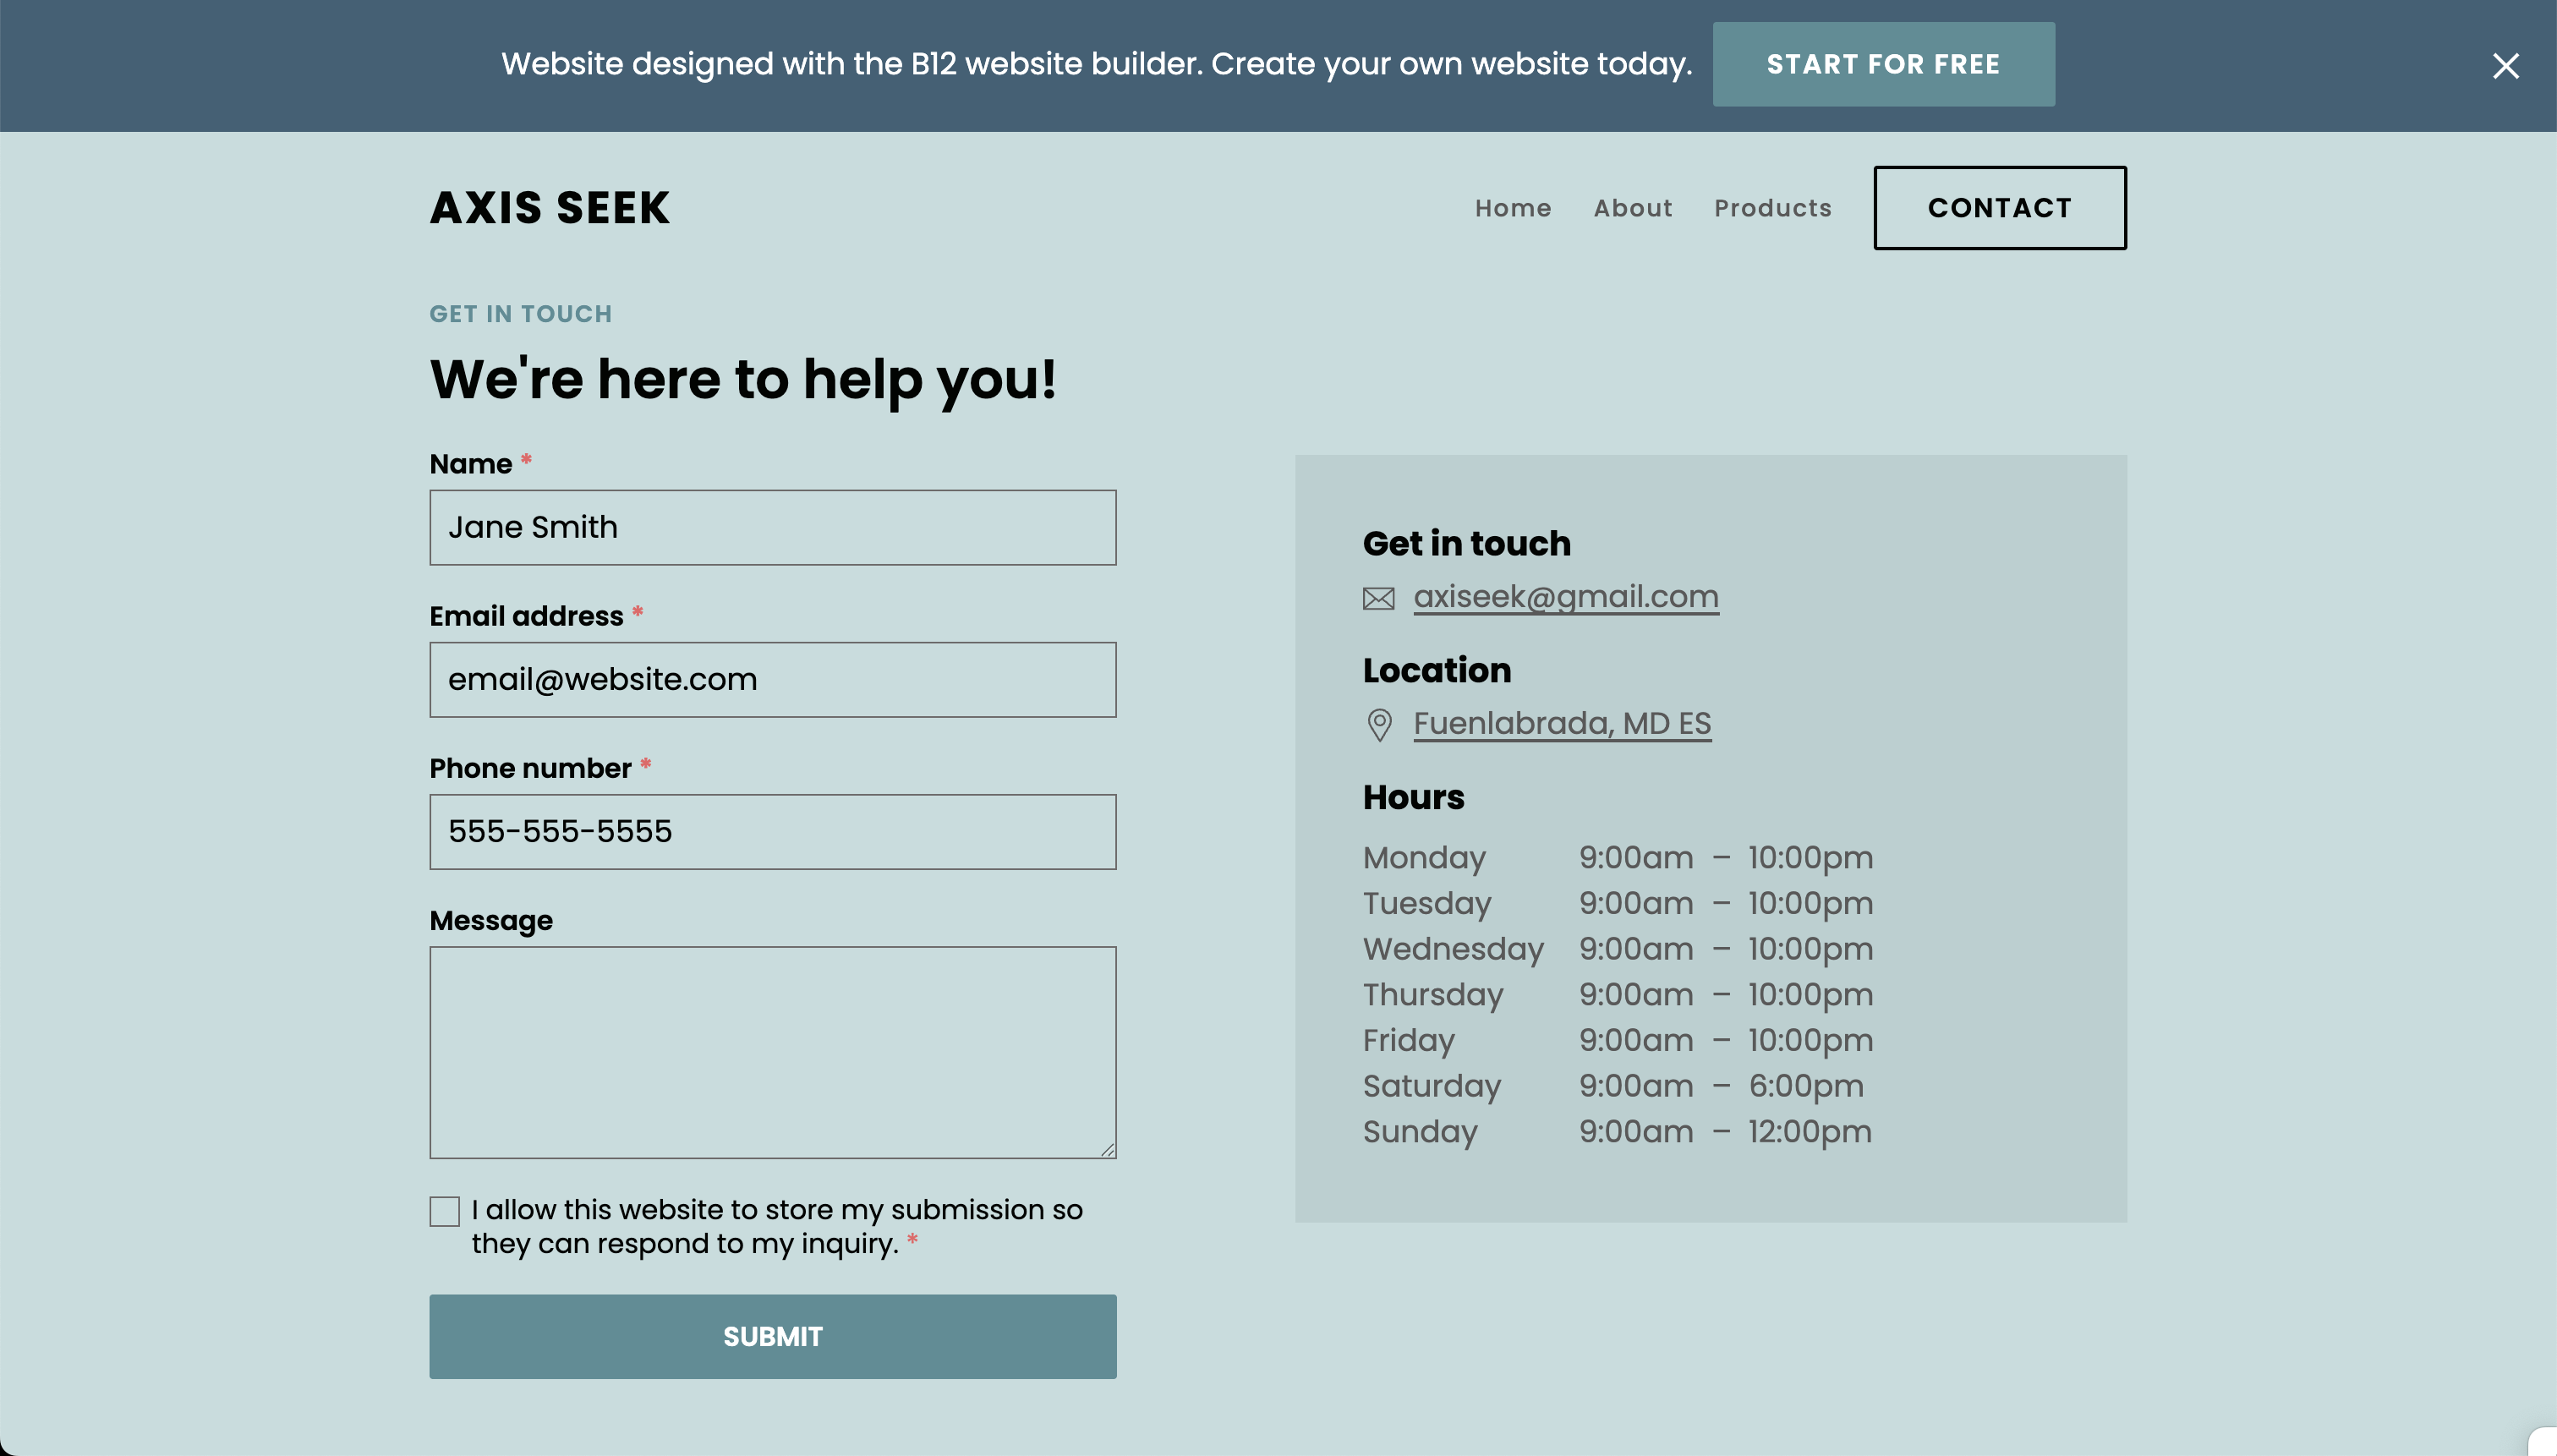 Website designed with the B12 website builder. Create your own website today. START FOR FREE
AXIS SEEK
Home About Products CONTACT
GET IN TOUCH
We're here to help you!
Name *
Jane Smith
Email address *
email@website.com
Phone number *
555-555-5555
Message
I allow this website to store my submission so
they can respond to my inquiry. *
SUBMIT
Get in touch
axiseek@gmail.com
Location
Fuenlabrada, MD ES
Hours
Monday 9:00am – 10:00pm
Tuesday 9:00am – 10:00pm
Wednesday 9:00am – 10:00pm
Thursday 9:00am – 10:00pm
Friday 9:00am – 10:00pm
Saturday 9:00am – 6:00pm
Sunday 9:00am – 12:00pm